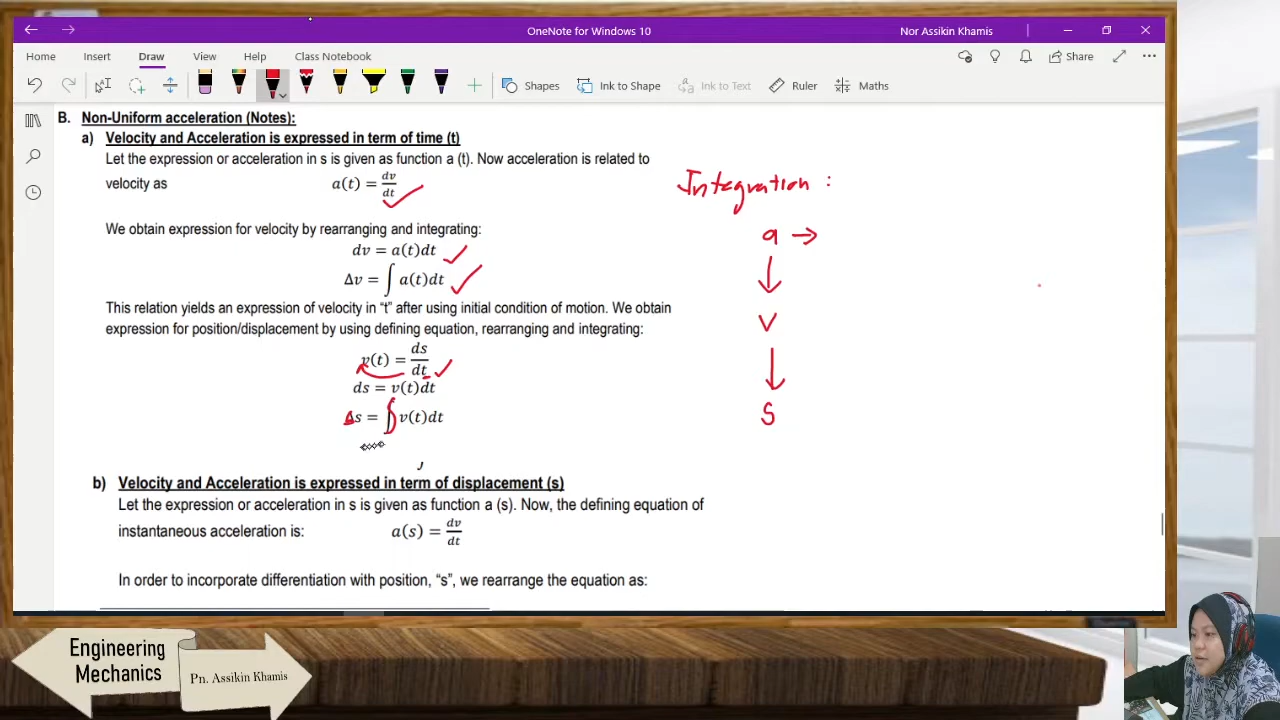 OneNote for Windows 10
Nor Assikin Khamis
Home Insert Draw View Help Class Notebook
Share
Shapes Ink to Shape Ink to Text Ruler Maths
B. Non-Uniform acceleration (Notes):
a) Velocity and Acceleration is expressed in term of time (t)
Let the expression or acceleration in s is given as function a (t). Now acceleration is related to
velocity as a(t) = dv/dt
We obtain expression for velocity by rearranging and integrating:
dv = a(t)dt
Δv = ∫ a(t)dt
This relation yields an expression of velocity in “t” after using initial condition of motion. We obtain
expression for position/displacement by using defining equation, rearranging and integrating:
v(t) = ds/dt
ds = v(t)dt
Δs = ∫ v(t)dt
b) Velocity and Acceleration is expressed in term of displacement (s)
Let the expression or acceleration in s is given as function a (s). Now, the defining equation of
instantaneous acceleration is: a(s) = dv/dt
In order to incorporate differentiation with position, “s”, we rearrange the equation as:
Integration :
a →
↓
v
↓
s
Engineering
Mechanics
Pn. Assikin Khamis